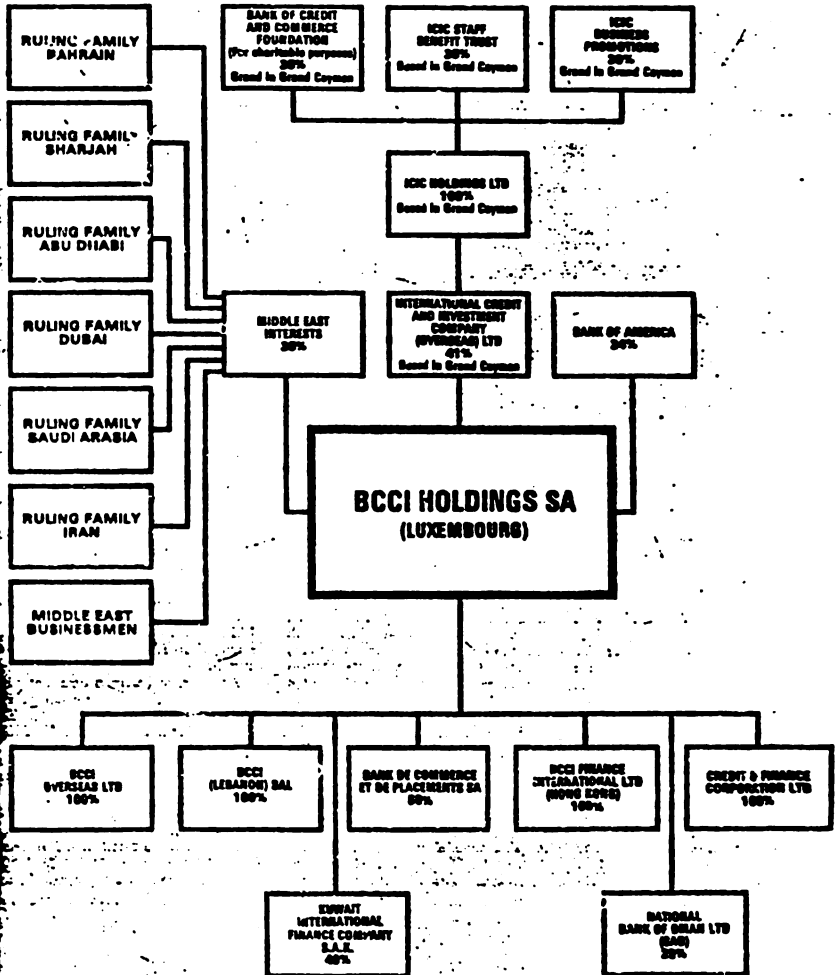 RULING FAMILY
BAHRAIN
BANK OF CREDIT
AND COMMERCE
FOUNDATION
(For charitable purposes)
Based in Grand Cayman
ICIC STAFF
BENEFIT TRUST
Based in Grand Cayman
ICIC
BUSINESS
PROMOTIONS
Based in Grand Cayman
RULING FAMILY
SHARJAH
ICIC HOLDINGS LTD
100%
Based in Grand Cayman
RULING FAMILY
ABU DHABI
RULING FAMILY
DUBAI
MIDDLE EAST
INTERESTS
INTERNATIONAL CREDIT
AND INVESTMENT
COMPANY
(OVERSEAS) LTD
41%
Based in Grand Cayman
BANK OF AMERICA
RULING FAMILY
SAUDI ARABIA
RULING FAMILY
IRAN
MIDDLE EAST
BUSINESSMEN
BCCI HOLDINGS SA
(LUXEMBOURG)
BCCI
OVERSEAS LTD
100%
BCCI
(LEBANON) SAL
100%
BANK DE COMMERCE
ET DE PLACEMENTS SA
BCCI FINANCE
INTERNATIONAL LTD
(HONG KONG)
100%
CREDIT & FINANCE
CORPORATION LTD
100%
KUWAIT
INTERNATIONAL
FINANCE COMPANY
S.A.K.
NATIONAL
BANK OF OMAN LTD